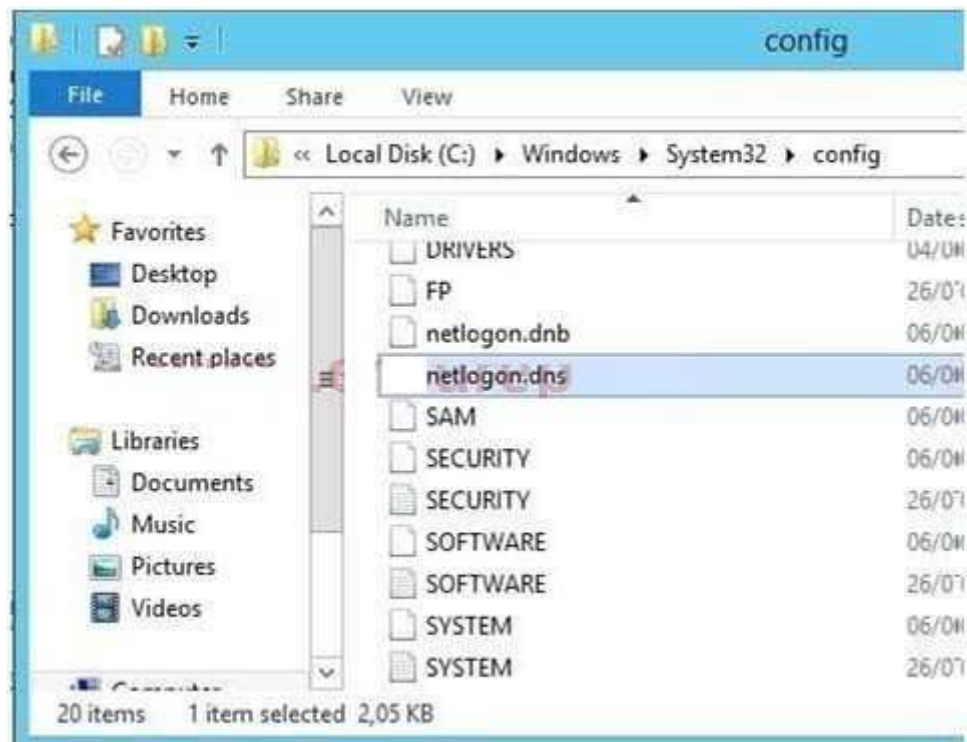 config
File Home Share View
« Local Disk (C:) Windows System32 config
Name Date
Favorites
Desktop
Downloads
Recent places
Libraries
Documents
Music
Pictures
Videos
DRIVERS 04/0
FP 26/0
netlogon.dnb 06/0
netlogon.dns 06/0
SAM 06/0
SECURITY 06/0
SECURITY 26/0
SOFTWARE 06/0
SOFTWARE 26/0
SYSTEM 06/0
SYSTEM 26/0
20 items 1 item selected 2,05 KB